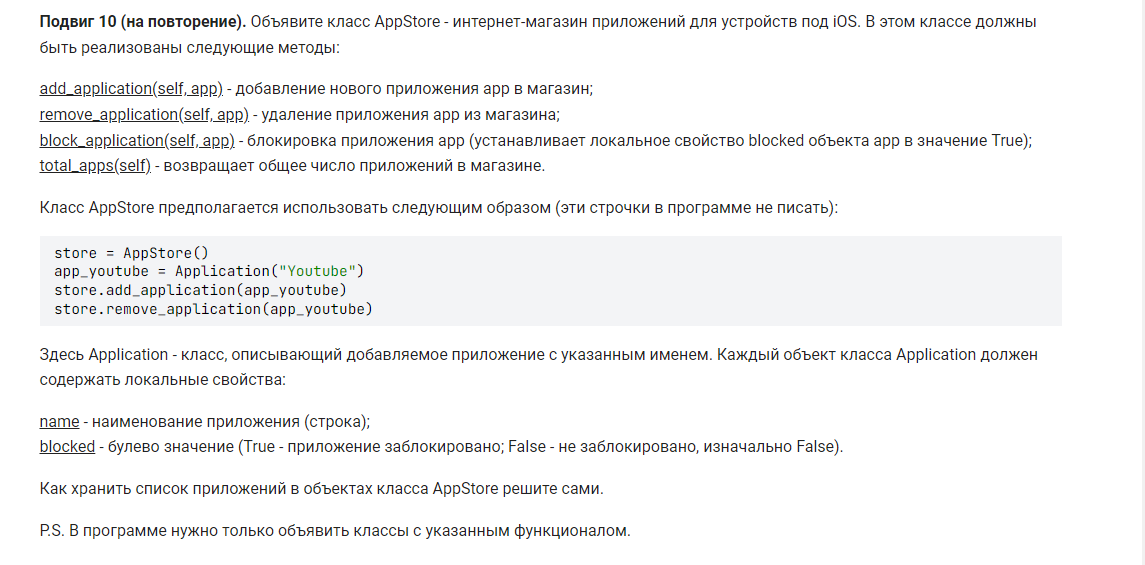 Подвиг 10 (на повторение). Объявите класс AppStore - интернет-магазин приложений для устройств под iOS. В этом классе должны
быть реализованы следующие методы:
add_application(self, app) - добавление нового приложения app в магазин;
remove_application(self, app) - удаление приложения app из магазина;
block_application(self, app) - блокировка приложения app (устанавливает локальное свойство blocked объекта app в значение True);
total_apps(self) - возвращает общее число приложений в магазине.
Класс AppStore предполагается использовать следующим образом (эти строчки в программе не писать):
store = AppStore()
app_youtube = Application("Youtube")
store.add_application(app_youtube)
store.remove_application(app_youtube)
Здесь Application - класс, описывающий добавляемое приложение с указанным именем. Каждый объект класса Application должен
содержать локальные свойства:
name - наименование приложения (строка);
blocked - булево значение (True - приложение заблокировано; False - не заблокировано, изначально False).
Как хранить список приложений в объектах класса AppStore решите сами.
P.S. В программе нужно только объявить классы с указанным функционалом.